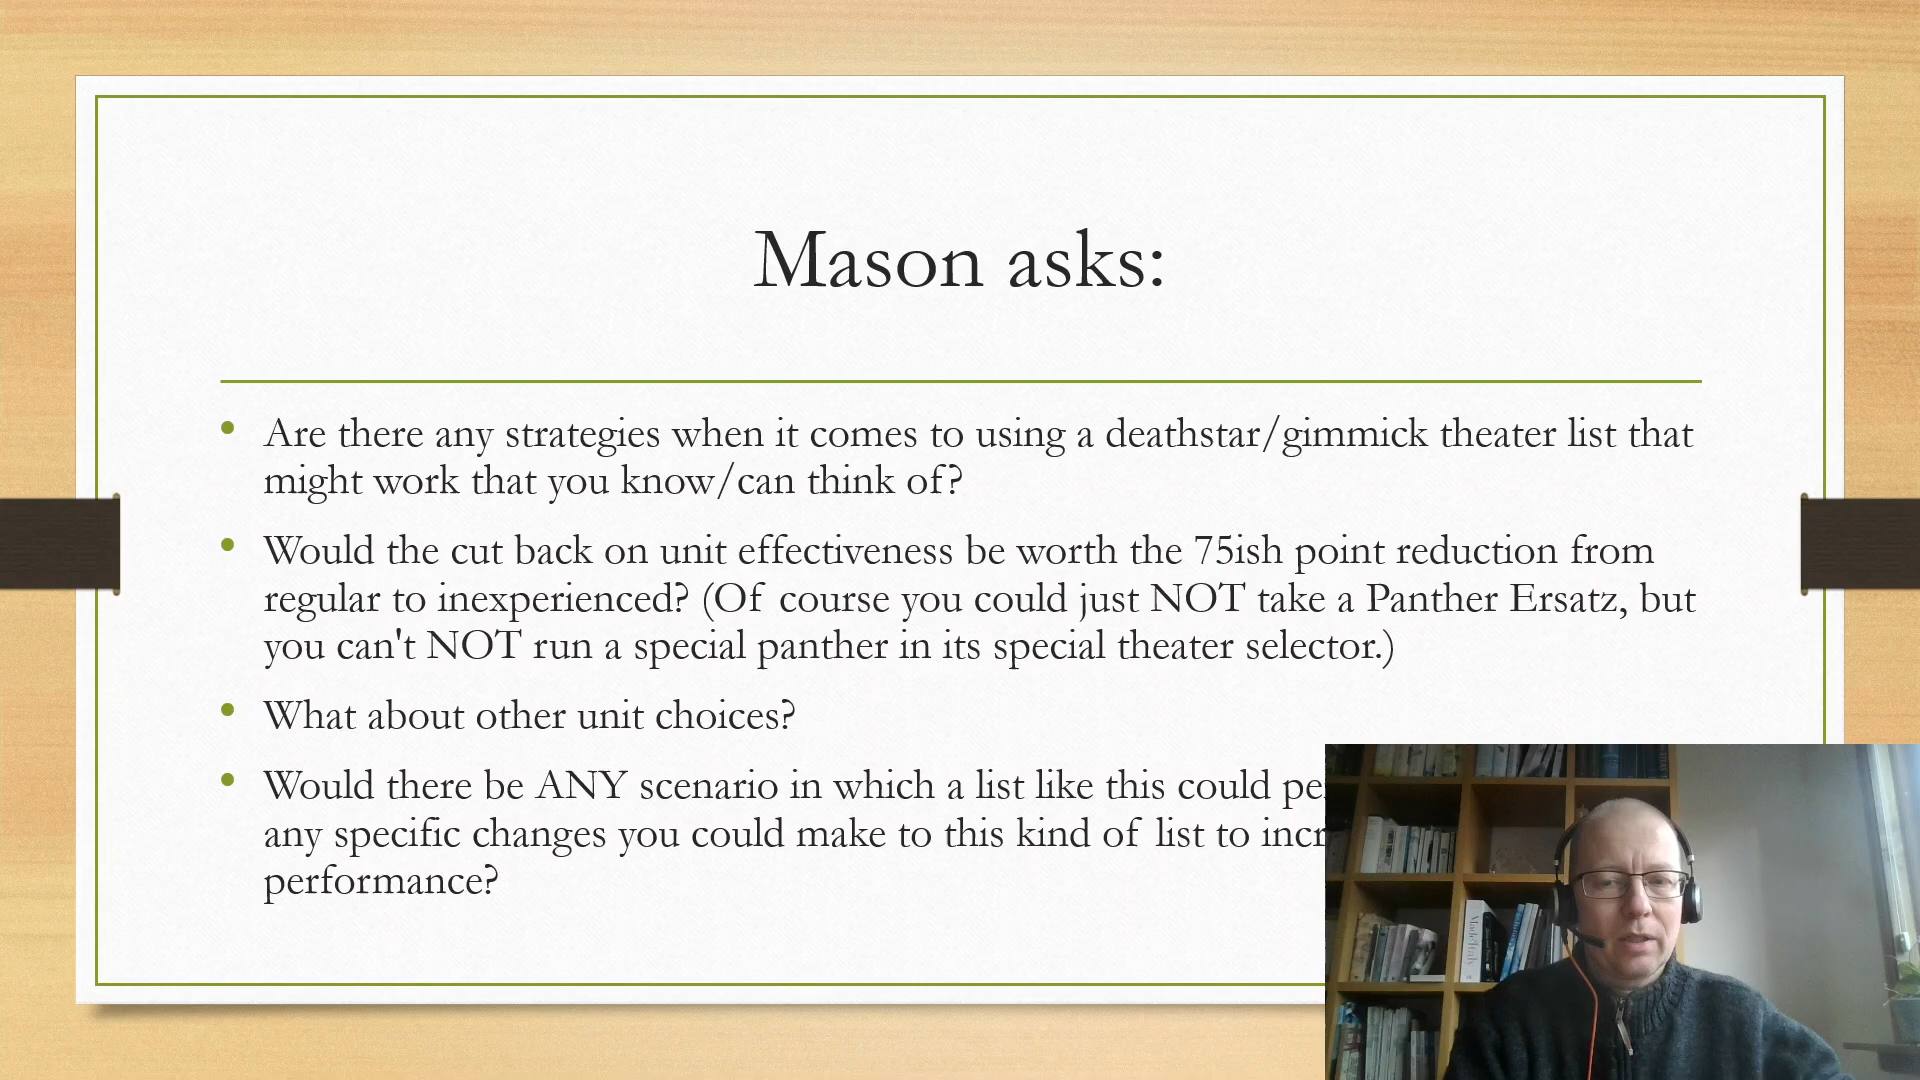 Mason asks:
Are there any strategies when it comes to using a deathstar/gimmick theater list that
might work that you know/can think of?
Would the cut back on unit effectiveness be worth the 75ish point reduction from
regular to inexperienced? (Of course you could just NOT take a Panther Ersatz, but
you can't NOT run a special panther in its special theater selector.)
What about other unit choices?
Would there be ANY scenario in which a list like this could
any specific changes you could make to this kind of list to
performance?